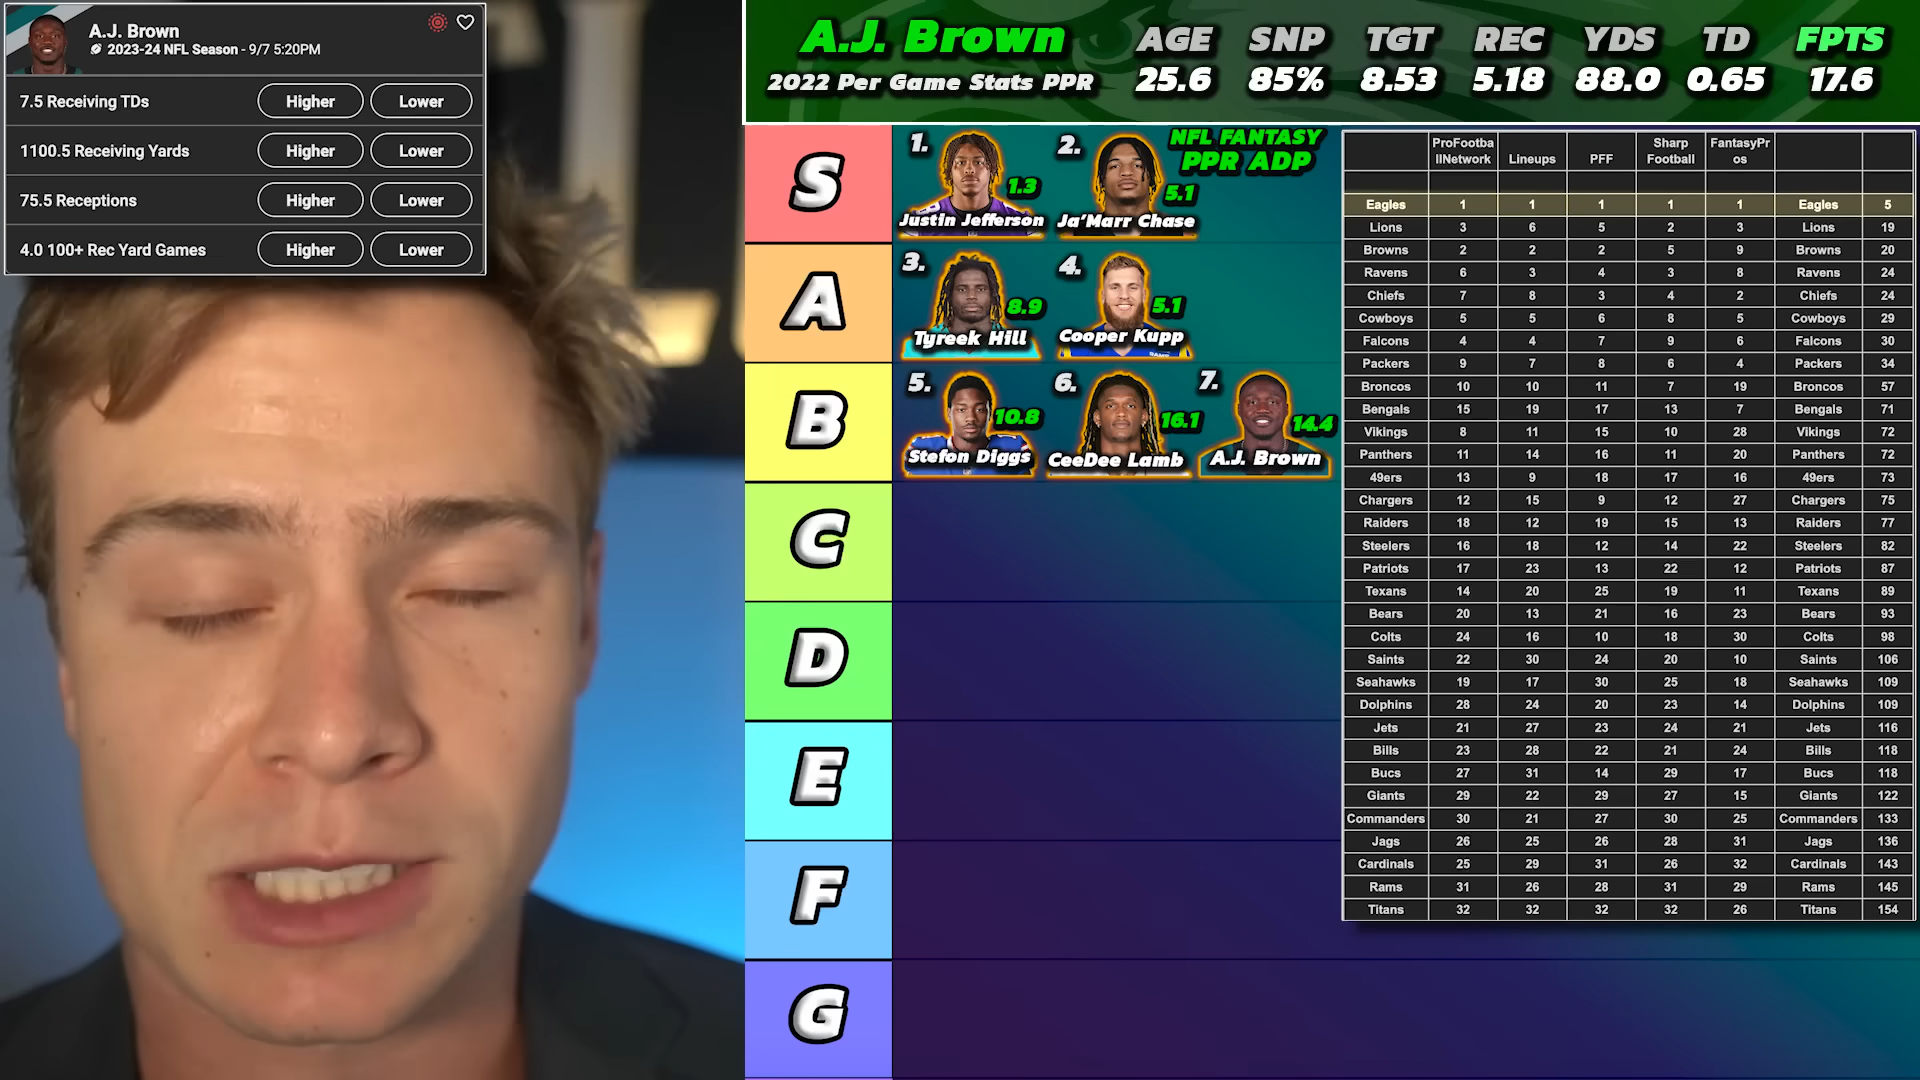 A.J. Brown
2023-24 NFL Season - 9/7 5:20PM
7.5 Receiving TDs Higher Lower
1100.5 Receiving Yards Higher Lower
75.5 Receptions Higher Lower
4.0 100+ Rec Yard Games Higher Lower
A.J. Brown AGE SNP TGT REC YDS TD FPTS
2022 Per Game Stats PPR 25.6 85% 8.53 5.18 88.0 0.65 17.6
NFL FANTASY
PPR ADP
S
1. 1.3
Justin Jefferson
2. 5.1
Ja'Marr Chase
A
3. 8.9
Tyreek Hill
4. 5.1
Cooper Kupp
B
5. 10.8
Stefon Diggs
6. 16.1
CeeDee Lamb
7. 14.4
A.J. Brown
C
D
E
F
G
ProFootba Sharp FantasyPr
llNetwork Lineups PFF Football os
Eagles 1 1 1 1 1 Eagles 5
Lions 3 6 5 2 3 Lions 19
Browns 2 2 2 5 9 Browns 20
Ravens 6 3 4 3 8 Ravens 24
Chiefs 7 8 3 4 2 Chiefs 24
Cowboys 5 5 6 8 5 Cowboys 29
Falcons 4 4 7 9 6 Falcons 30
Packers 9 7 8 6 4 Packers 34
Broncos 10 10 11 7 19 Broncos 57
Bengals 15 19 17 13 7 Bengals 71
Vikings 8 11 15 10 28 Vikings 72
Panthers 11 14 16 11 20 Panthers 72
49ers 13 9 18 17 16 49ers 73
Chargers 12 15 9 12 27 Chargers 75
Raiders 18 12 19 15 13 Raiders 77
Steelers 16 18 12 14 22 Steelers 82
Patriots 17 23 13 22 12 Patriots 87
Texans 14 20 25 19 11 Texans 89
Bears 20 13 21 16 23 Bears 93
Colts 24 16 10 18 30 Colts 98
Saints 22 30 24 20 10 Saints 106
Seahawks 19 17 30 25 18 Seahawks 109
Dolphins 28 24 20 23 14 Dolphins 109
Jets 21 27 23 24 21 Jets 116
Bills 23 28 22 21 24 Bills 118
Bucs 27 31 14 29 17 Bucs 118
Giants 29 22 29 27 15 Giants 122
Commanders 30 21 27 30 25 Commanders 133
Jags 26 25 26 28 31 Jags 136
Cardinals 25 29 31 26 32 Cardinals 143
Rams 31 26 28 31 29 Rams 145
Titans 32 32 32 32 26 Titans 154